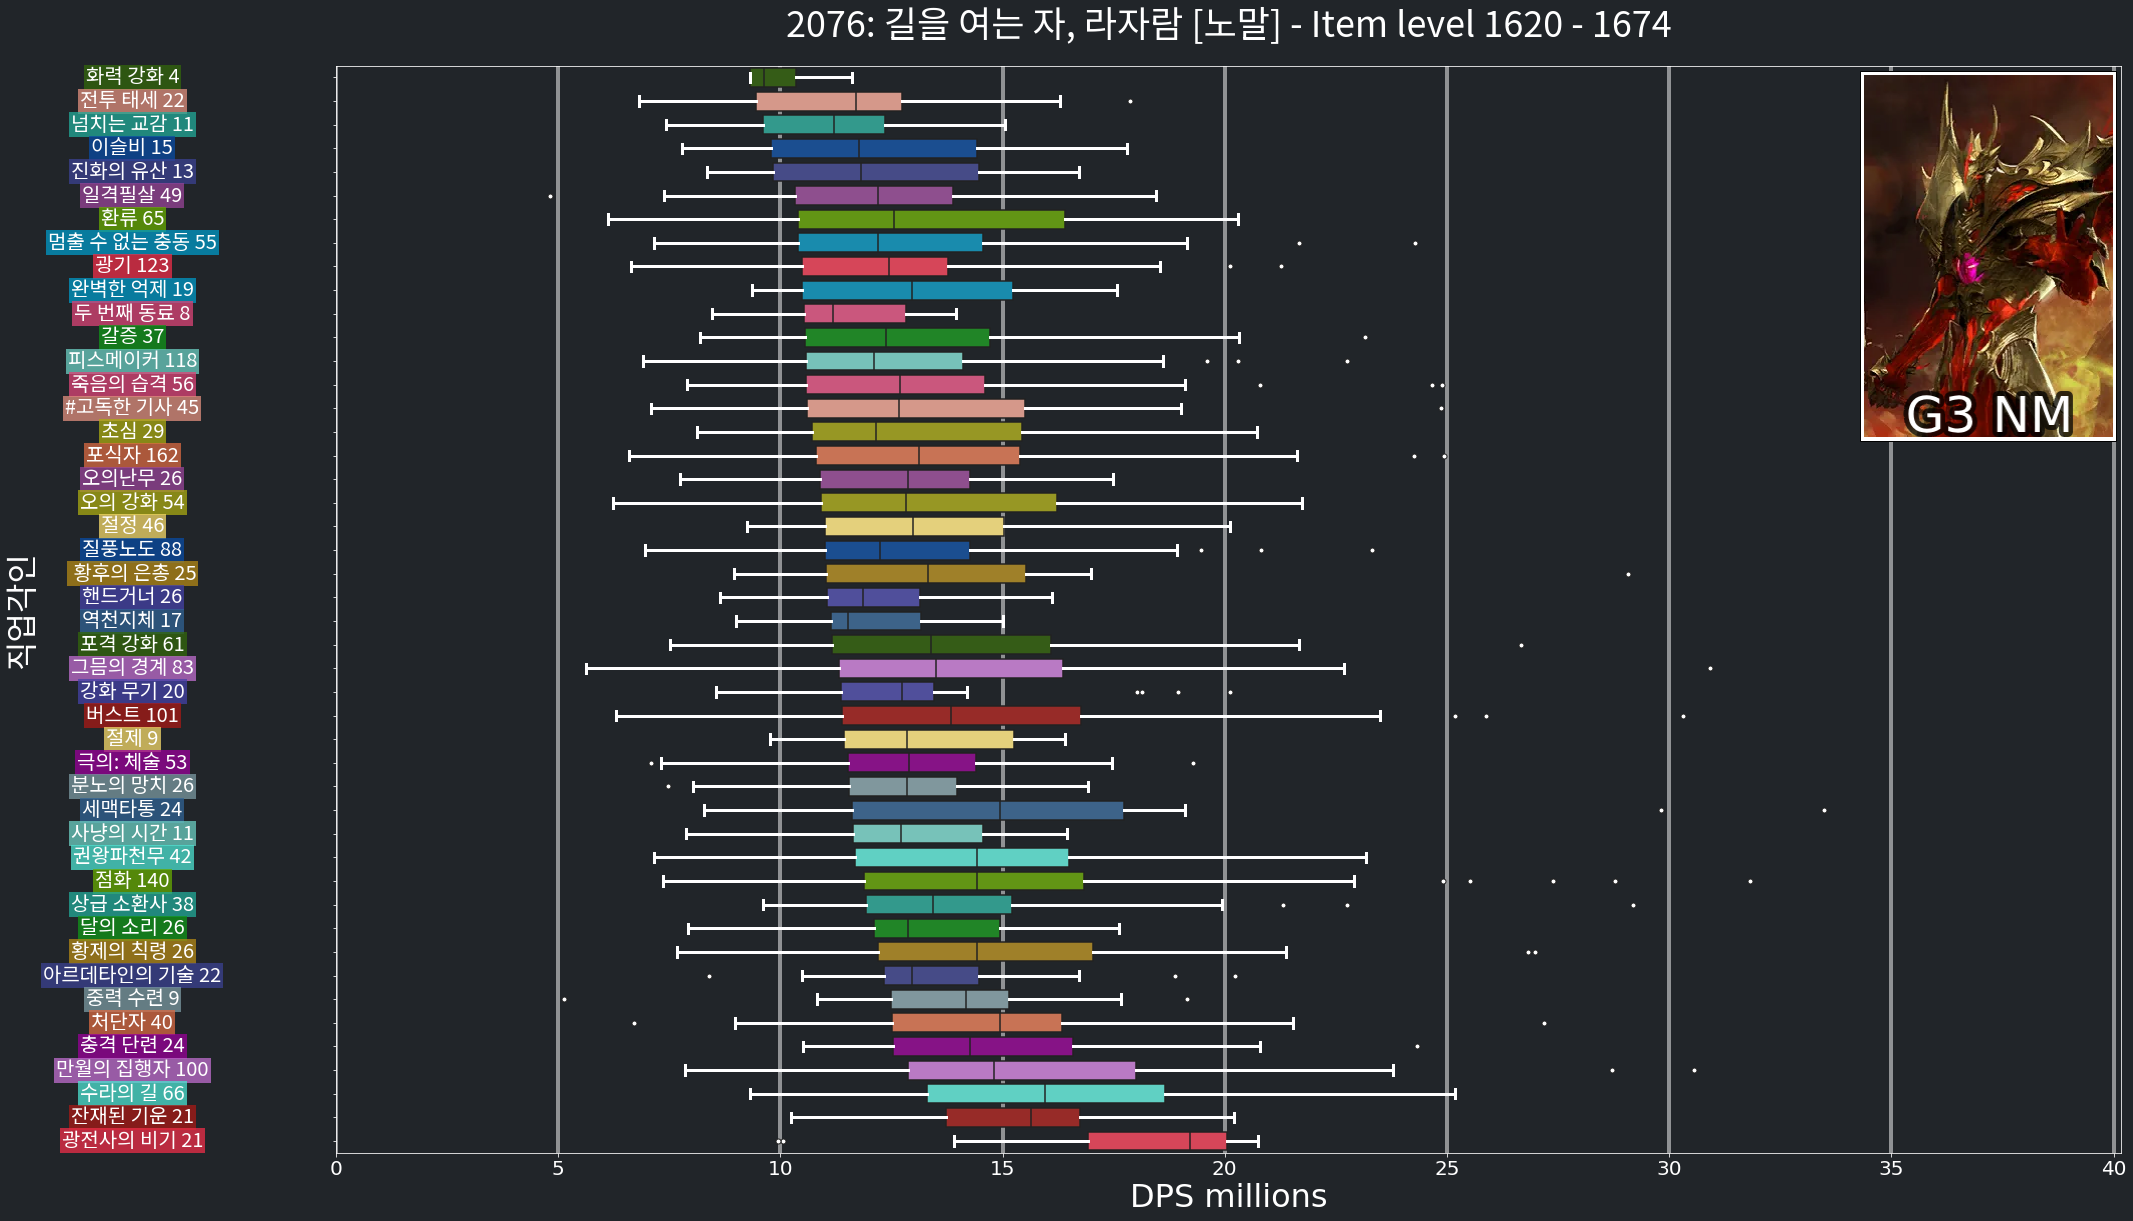 2076: 길을 여는 자, 라자람 [노말] - Item level 1620 - 1674
화력 강화 4
전투 태세 22
넘치는 교감 11
이슬비 15
진화의 유산 13
일격필살 49
환류 65
멈출 수 없는 충동 55
광기 123
완벽한 억제 19
두 번째 동료 8
갈증 37
피스메이커 118
죽음의 습격 56
#고독한 기사 45
초심 29
포식자 162
오의난무 26
오의 강화 54
절정 46
질풍노도 88
황후의 은총 25
핸드거너 26
역천지체 17
포격 강화 61
그믐의 경계 83
강화 무기 20
버스트 101
절제 9
극의: 체술 53
분노의 망치 26
세맥타통 24
사냥의 시간 11
권왕파천무 42
점화 140
상급 소환사 38
달의 소리 26
황제의 칙령 26
아르데타인의 기술 22
중력 수련 9
처단자 40
충격 단련 24
만월의 집행자 100
수라의 길 66
잔재된 기운 21
광전사의 비기 21
직업각인
G3 NM
0 5 10 15 20 25 30 35 40
DPS millions